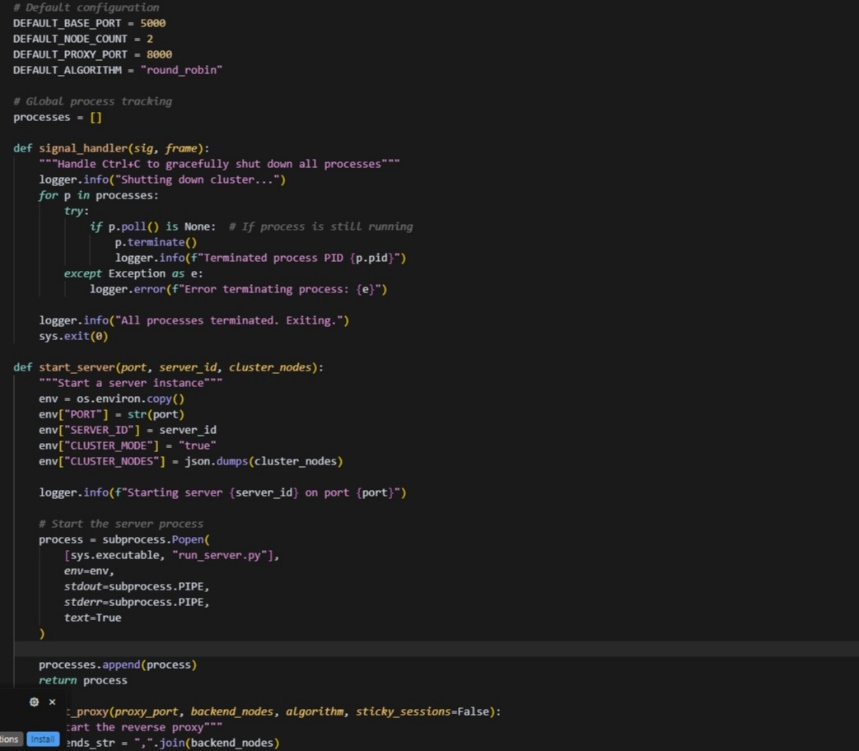 # Default configuration
DEFAULT_BASE_PORT = 5000
DEFAULT_NODE_COUNT = 2
DEFAULT_PROXY_PORT = 8000
DEFAULT_ALGORITHM = "round_robin"

# Global process tracking
processes = []

def signal_handler(sig, frame):
    """Handle Ctrl+C to gracefully shut down all processes"""
    logger.info("Shutting down cluster...")
    for p in processes:
        try:
            if p.poll() is None:  # If process is still running
                p.terminate()
                logger.info(f"Terminated process PID {p.pid}")
        except Exception as e:
            logger.error(f"Error terminating process: {e}")

    logger.info("All processes terminated. Exiting.")
    sys.exit(0)

def start_server(port, server_id, cluster_nodes):
    """Start a server instance"""
    env = os.environ.copy()
    env["PORT"] = str(port)
    env["SERVER_ID"] = server_id
    env["CLUSTER_MODE"] = "true"
    env["CLUSTER_NODES"] = json.dumps(cluster_nodes)

    logger.info(f"Starting server {server_id} on port {port}")

    # Start the server process
    process = subprocess.Popen(
        [sys.executable, "run_server.py"],
        env=env,
        stdout=subprocess.PIPE,
        stderr=subprocess.PIPE,
        text=True
    )

    processes.append(process)
    return process

t_proxy(proxy_port, backend_nodes, algorithm, sticky_sessions=False):
tart the reverse proxy"""
ends_str = ",".join(backend_nodes)
tions Install